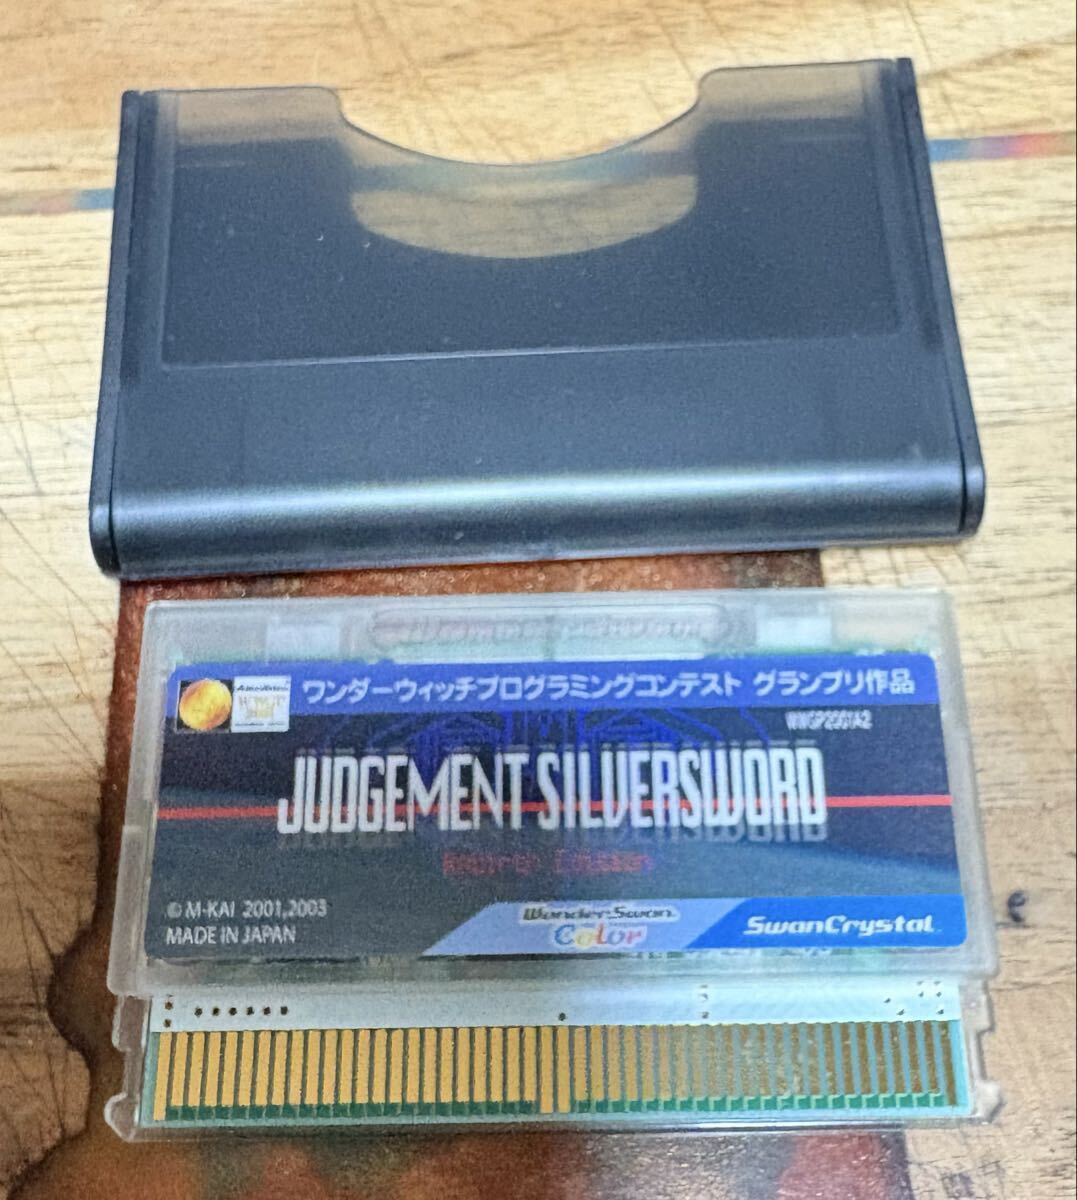 ワンダーウィッチプログラミングコンテスト グランプリ作品
WWGP2001A2
JUDGEMENT SILVERSWORD
© M-KAI 2001,2003
MADE IN JAPAN
WonderSwan
Color
SwanCrystal